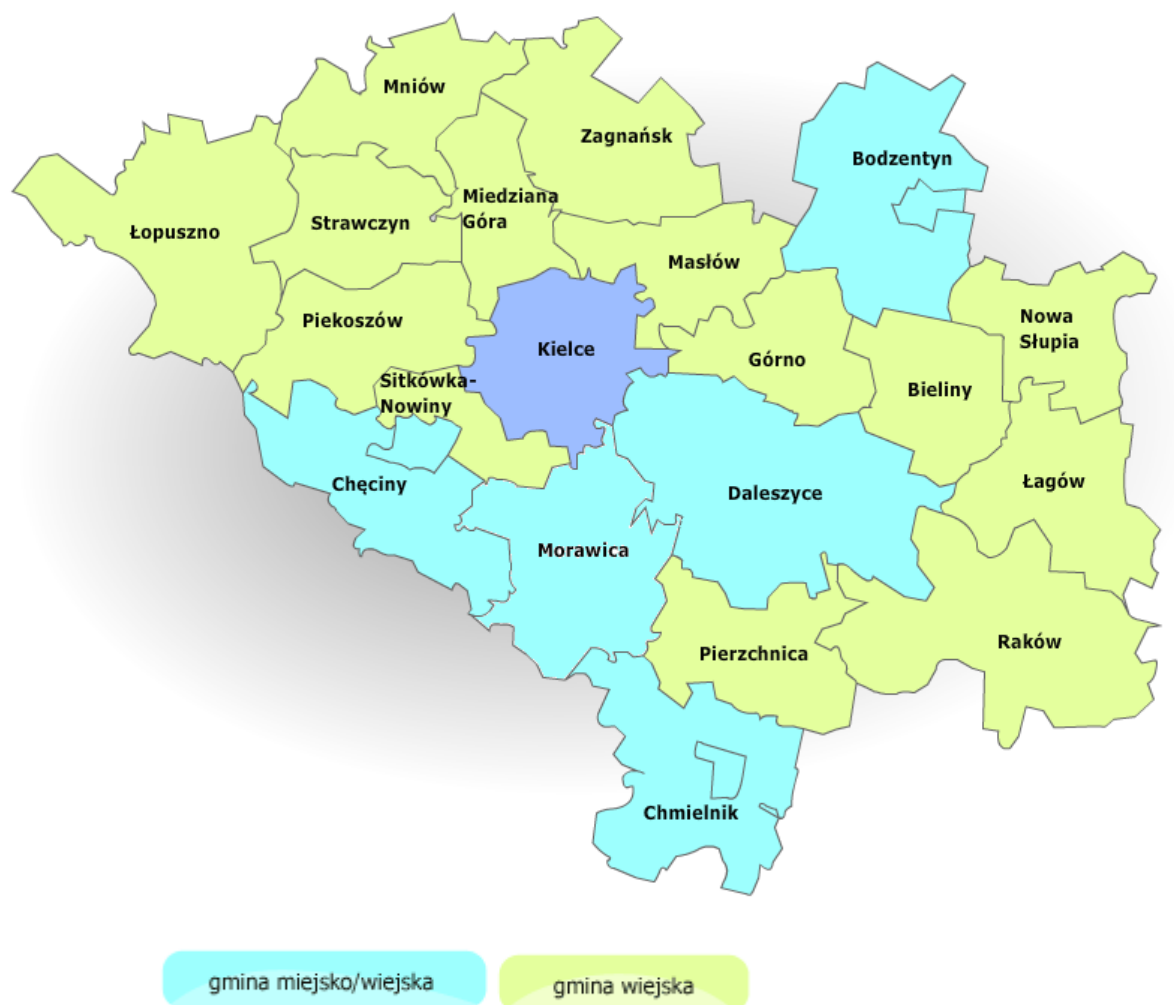 Mniów
Zagnańsk
Bodzentyn
Miedziana
Góra
Strawczyn
Łopuszno
Masłów
Piekoszów
Nowa
Słupia
Kielce
Górno
Sitkówka-
Nowiny
Bieliny
Chęciny
Łagów
Daleszyce
Morawica
Raków
Pierzchnica
Chmielnik
gmina miejsko/wiejska
gmina wiejska